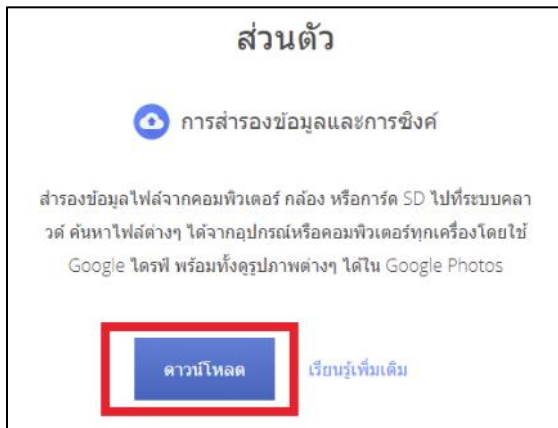 ส่วนตัว
การสำรองข้อมูลและการซิงค์
สำรองข้อมูลไฟล์จากคอมพิวเตอร์ กล้อง หรือการ์ด SD ไปที่ระบบคลา
วด์ ค้นหาไฟล์ต่างๆ ได้จากอุปกรณ์หรือคอมพิวเตอร์ทุกเครื่องโดยใช้
Google ไดรฟ์ พร้อมทั้งดูรูปภาพต่างๆ ได้ใน Google Photos
ดาวน์โหลด เรียนรู้เพิ่มเติม